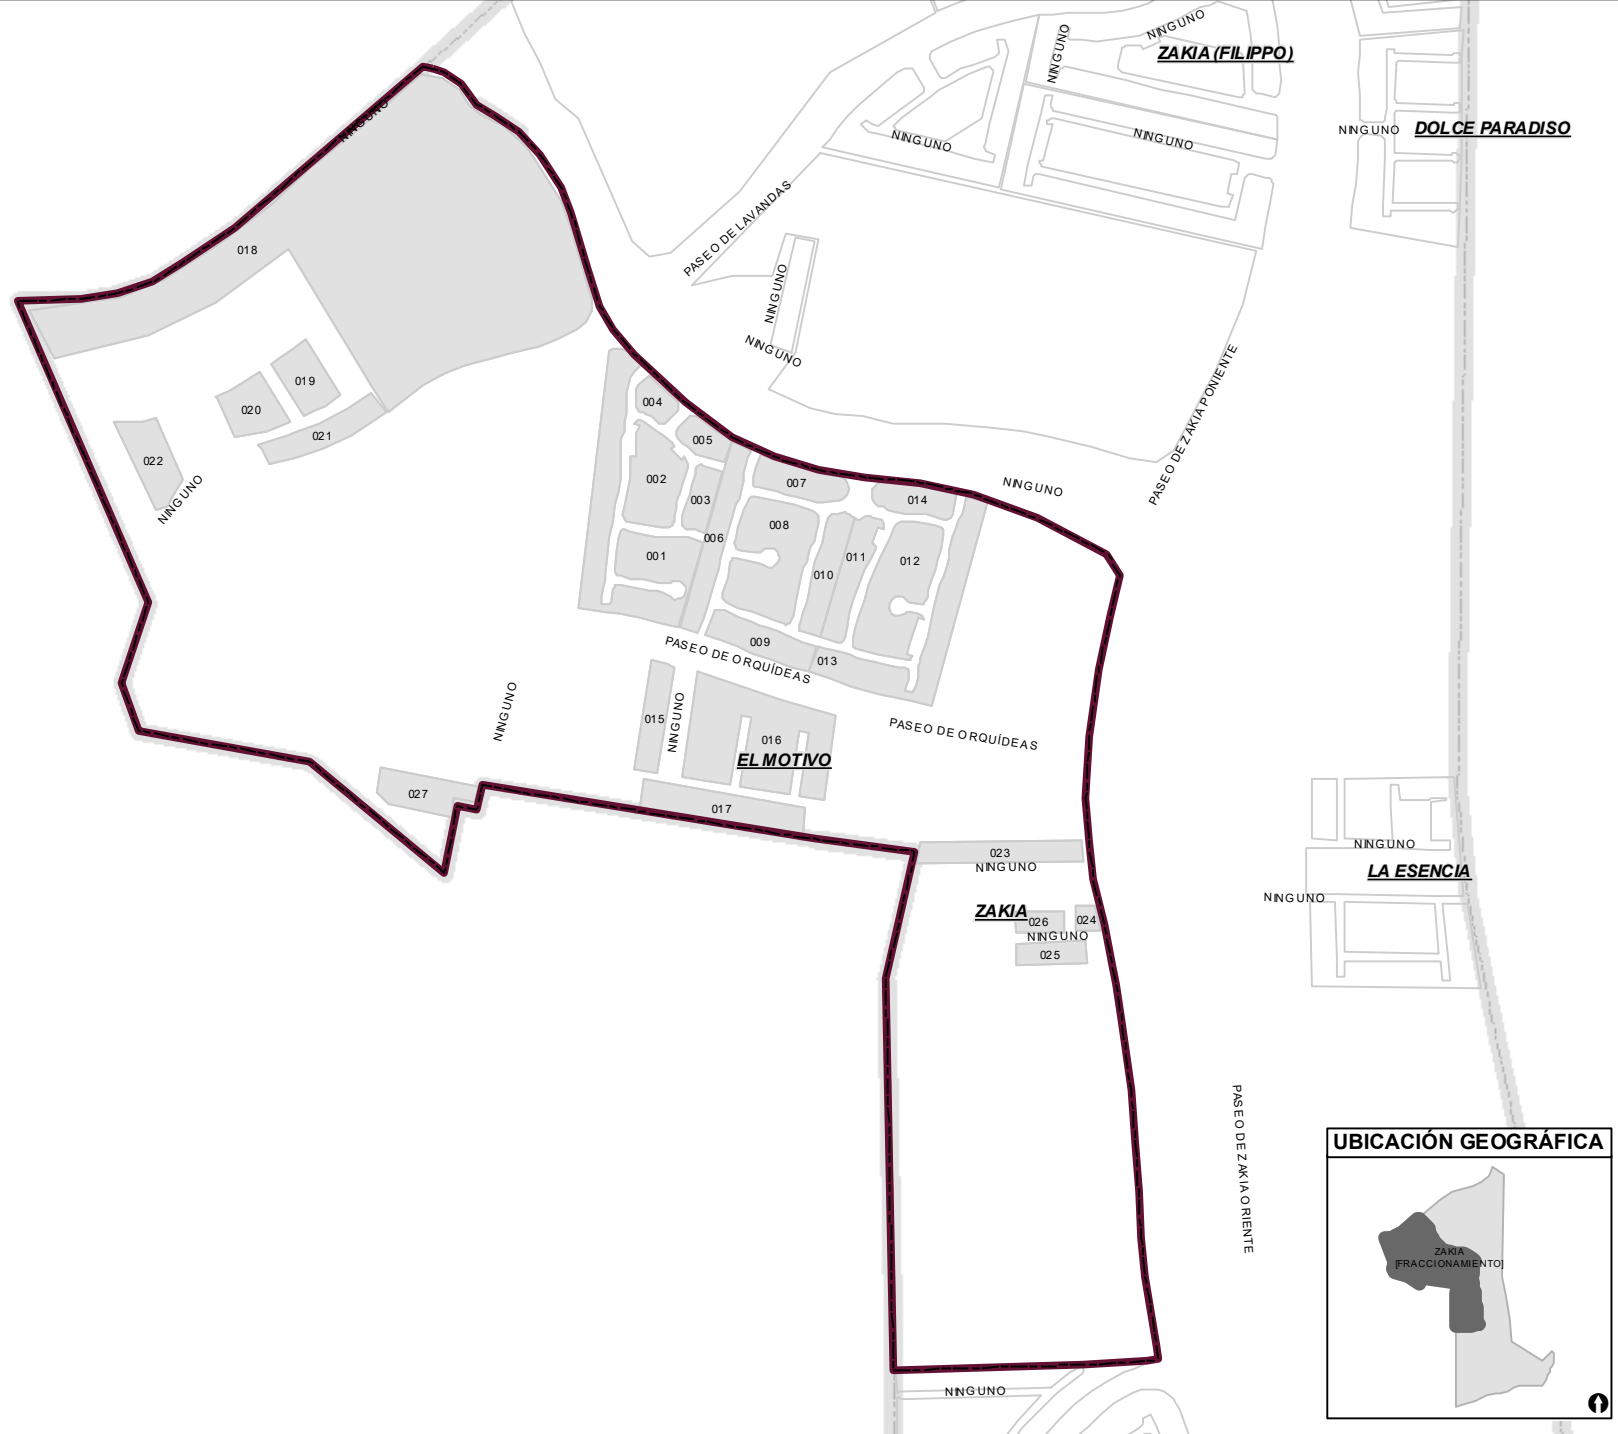 NINGUNO
NINGUNO
ZAKIA (FILIPPO)
NINGUNO
DOLCE PARADISO
NINGUNO
NINGUNO
NINGUNO
PASEO DE LAVANDAS
018
NINGUNO
NINGUNO
019
020
021
022
NINGUNO
004
005
002
003
006
001
007
014
008
011
010
012
009
013
NINGUNO
PASEO DE ZAKIA PONIENTE
PASEO DE ORQUÍDEAS
PASEO DE ORQUÍDEAS
NINGUNO
015
NINGUNO
016
EL MOTIVO
027
017
023
NINGUNO
ZAKIA
026
024
NINGUNO
025
NINGUNO
LA ESENCIA
NINGUNO
PASEO DE ZAKIA ORIENTE
NINGUNO
UBICACIÓN GEOGRÁFICA
ZAKIA
[FRACCIONAMIENTO]